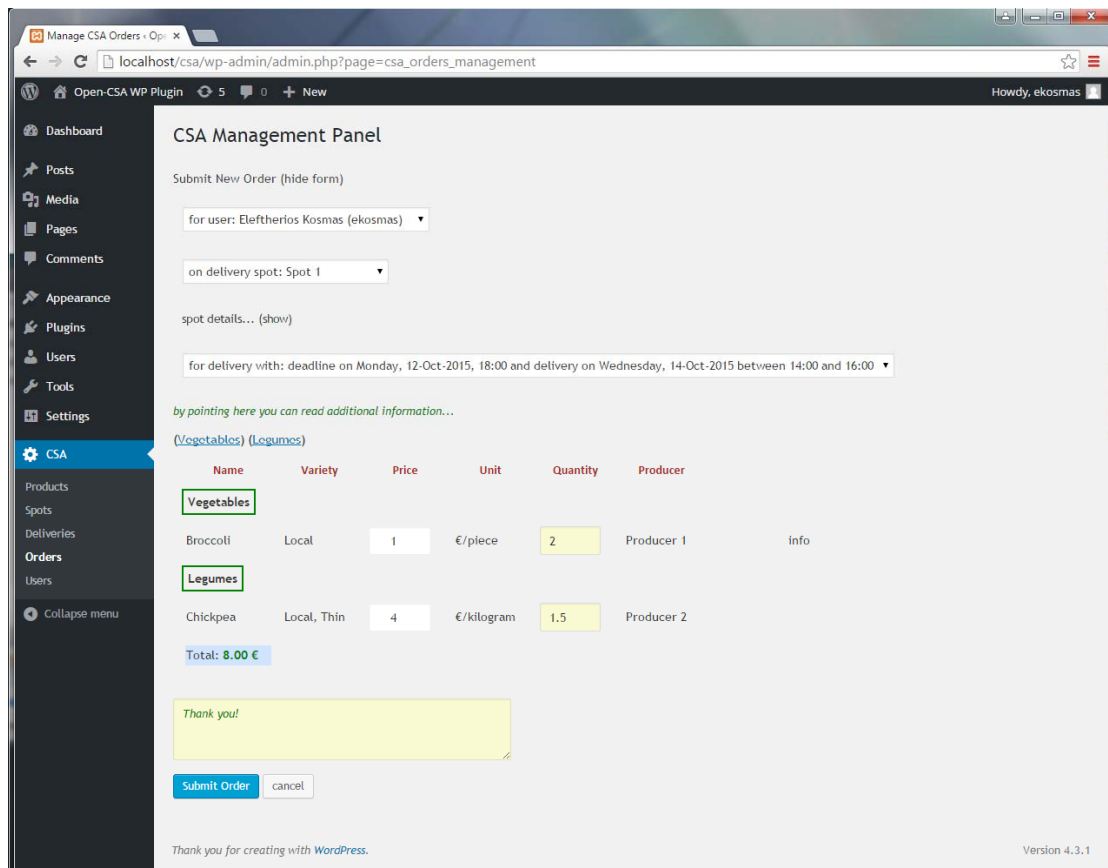 Manage CSA Orders ‹ Ope
localhost/csa/wp-admin/admin.php?page=csa_orders_management
Open-CSA WP Plugin 5 0 New Howdy, ekosmas
Dashboard
Posts
Media
Pages
Comments
Appearance
Plugins
Users
Tools
Settings
CSA
Products
Spots
Deliveries
Orders
Users
Collapse menu
CSA Management Panel
Submit New Order (hide form)
for user: Eleftherios Kosmas (ekosmas)
on delivery spot: Spot 1
spot details... (show)
for delivery with: deadline on Monday, 12-Oct-2015, 18:00 and delivery on Wednesday, 14-Oct-2015 between 14:00 and 16:00
by pointing here you can read additional information...
(Vegetables) (Legumes)
Name Variety Price Unit Quantity Producer
Vegetables
Broccoli Local 1 €/piece 2 Producer 1 info
Legumes
Chickpea Local, Thin 4 €/kilogram 1.5 Producer 2
Total: 8.00 €
Thank you!
Submit Order cancel
Thank you for creating with WordPress. Version 4.3.1